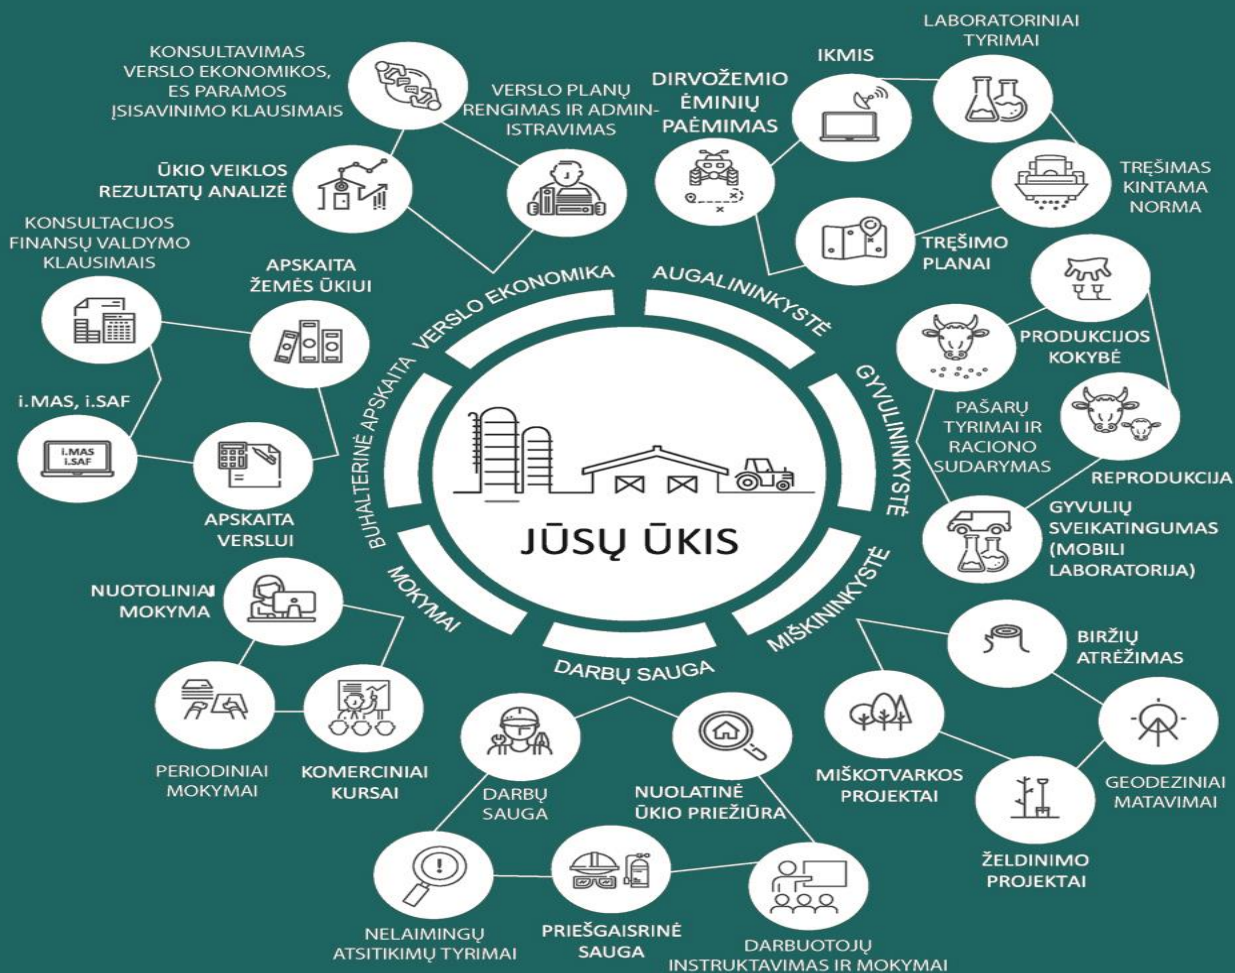 KONSULTAVIMAS
VERSLO EKONOMIKOS,
ES PARAMOS
ĮSISAVINIMO KLAUSIMAIS
VERSLO PLANŲ
RENGIMAS IR ADMIN-
ISTRAVIMAS
ŪKIO VEIKLOS
REZULTATŲ ANALIZĖ
VERSLO EKONOMIKA
DIRVOŽEMIO
ĖMINIŲ
PAĖMIMAS
IKMIS
LABORATORINIAI
TYRIMAI
TRĘŠIMAS
KINTAMA
NORMA
TRĘŠIMO
PLANAI
AUGALININKYSTĖ
PRODUKCIJOS
KOKYBĖ
PAŠARŲ
TYRIMAI IR
RACIONO
SUDARYMAS
REPRODUKCIJA
GYVULIŲ
SVEIKATINGUMAS
(MOBILI
LABORATORIJA)
GYVULININKYSTĖ
KONSULTACIJOS
FINANSŲ VALDYMO
KLAUSIMAIS
APSKAITA
ŽEMĖS ŪKIUI
i.MAS, i.SAF
i.MAS
i.SAF
APSKAITA
VERSLUI
BUHALTERINĖ APSKAITA
JŪSŲ ŪKIS
NUOTOLINIAI
MOKYMA
PERIODINIAI
MOKYMAI
KOMERCINIAI
KURSAI
MOKYMAI
DARBŲ SAUGA
DARBŲ
SAUGA
NUOLATINĖ
ŪKIO PRIEŽIŪRA
NELAIMINGŲ
ATSITIKIMŲ TYRIMAI
PRIEŠGAISRINĖ
SAUGA
DARBUOTOJŲ
INSTRUKTAVIMAS IR MOKYMAI
MIŠKININKYSTĖ
BIRŽIŲ
ATRĖŽIMAS
MIŠKOTVARKOS
PROJEKTAI
GEODEZINIAI
MATAVIMAI
ŽELDINIMO
PROJEKTAI